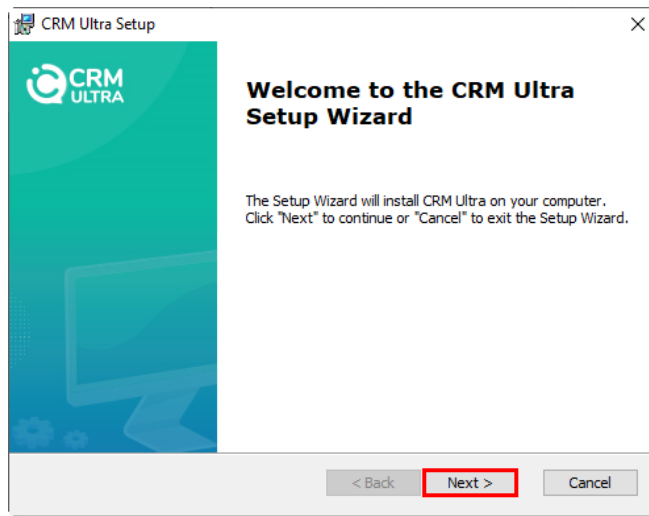 CRM Ultra Setup
CRM
ULTRA
Welcome to the CRM Ultra
Setup Wizard
The Setup Wizard will install CRM Ultra on your computer.
Click "Next" to continue or "Cancel" to exit the Setup Wizard.
< Back Next > Cancel